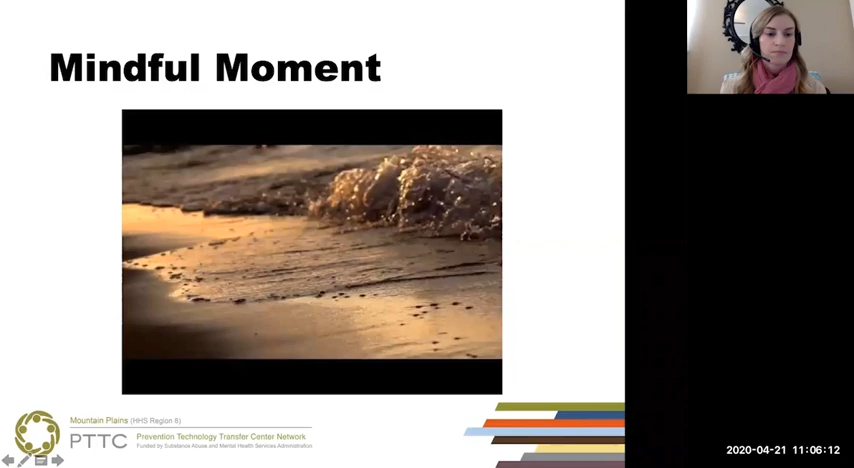 Mindful Moment
Mountain Plains (HHS Region 8)
PTTC
Prevention Technology Transfer Center Network
Funded by Substance Abuse and Mental Health Services Administration
2020-04-21 11:06:12